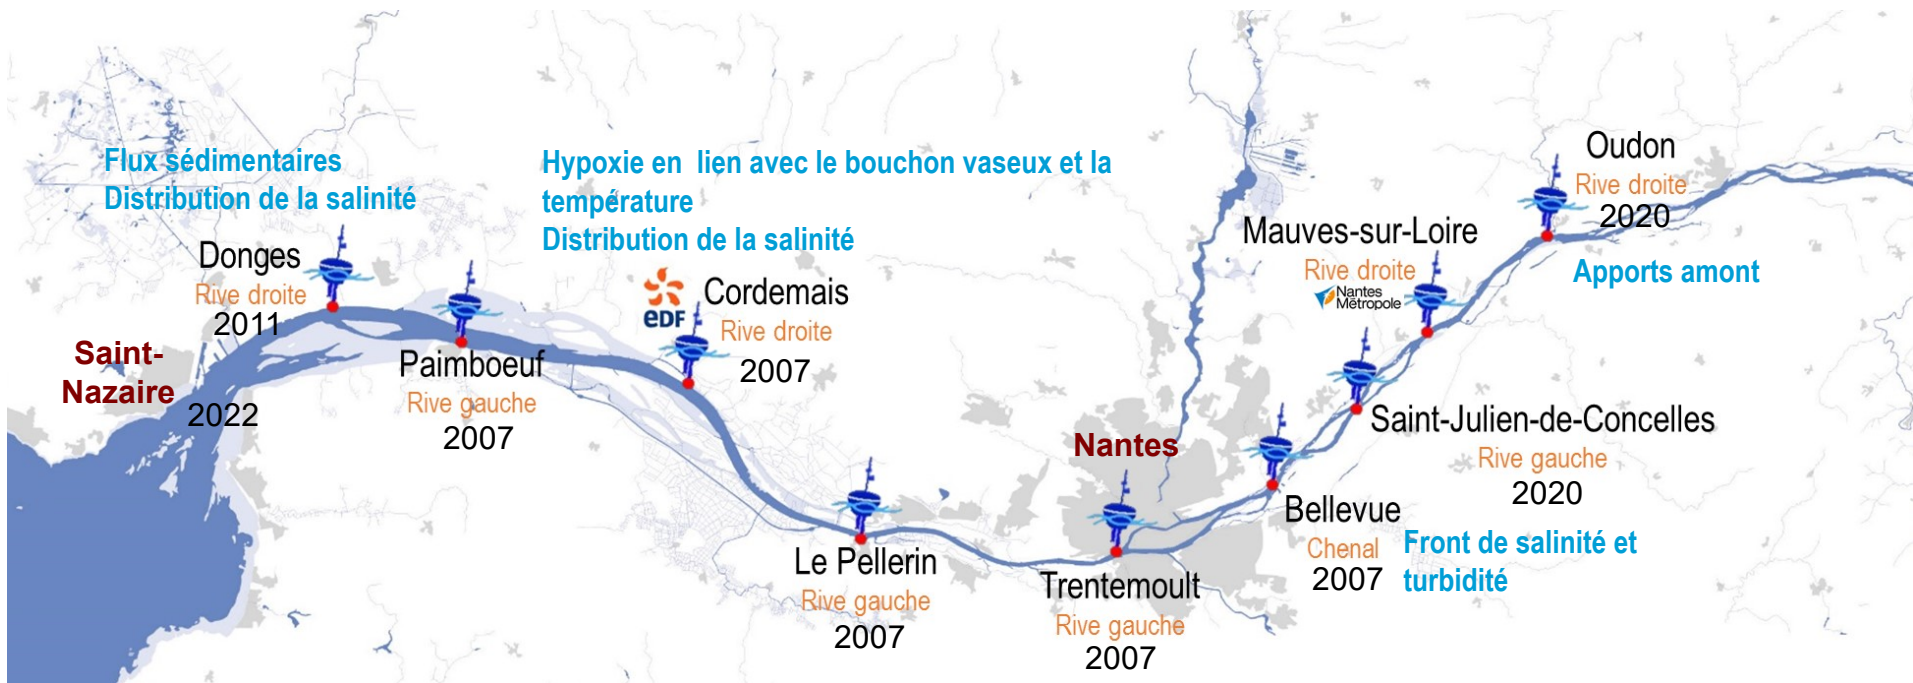 Flux sédimentaires
Distribution de la salinité
Hypoxie en lien avec le bouchon vaseux et la
température
Distribution de la salinité
Donges
Rive droite
2011
Saint-
Nazaire
2022
Paimboeuf
Rive gauche
2007
eDF
Cordemais
Rive droite
2007
Le Pellerin
Rive gauche
2007
Nantes
Trentemoult
Rive gauche
2007
Bellevue
Chenal
2007
Front de salinité et
turbidité
Saint-Julien-de-Concelles
Rive gauche
2020
Mauves-sur-Loire
Rive droite
Nantes
Métropole
Oudon
Rive droite
2020
Apports amont